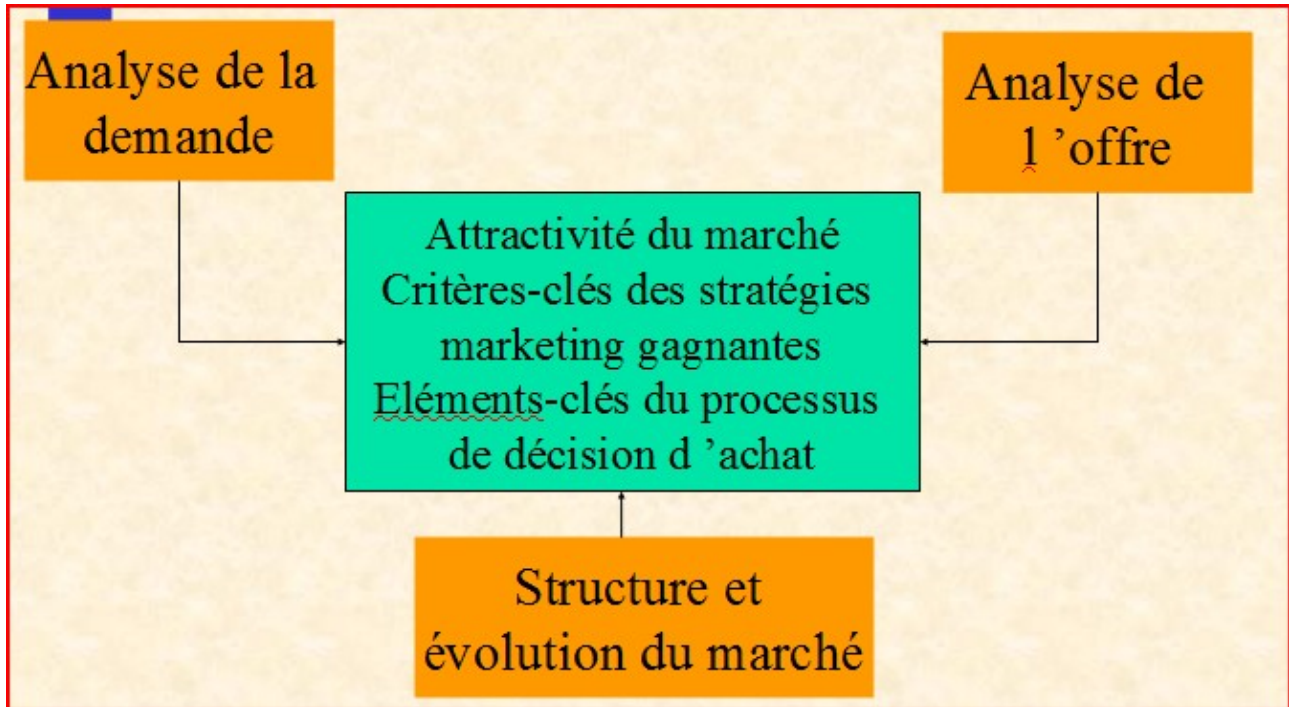 Analyse de la
demande
Analyse de
l ’offre
Attractivité du marché
Critères-clés des stratégies
marketing gagnantes
Eléments-clés du processus
de décision d ’achat
Structure et
évolution du marché